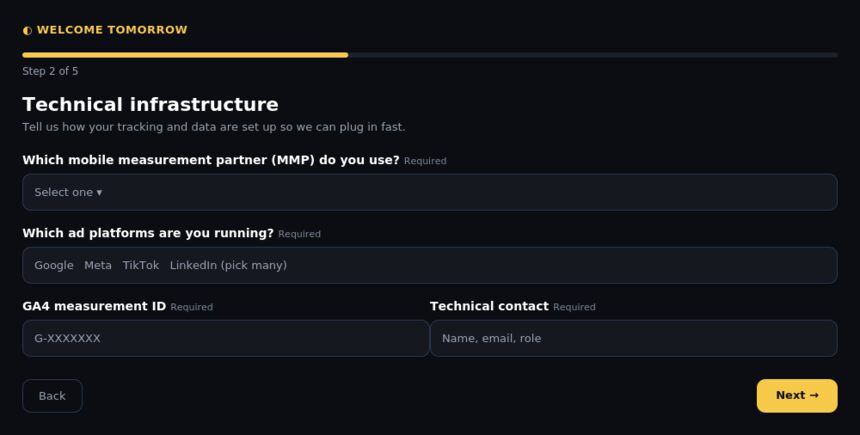 ◐ WELCOME TOMORROW
Step 2 of 5
Technical infrastructure
Tell us how your tracking and data are set up so we can plug in fast.
Which mobile measurement partner (MMP) do you use? Required
Select one ▾
Which ad platforms are you running? Required
Google Meta TikTok LinkedIn (pick many)
GA4 measurement ID Required
Technical contact Required
G-XXXXXXX
Name, email, role
Back
Next →